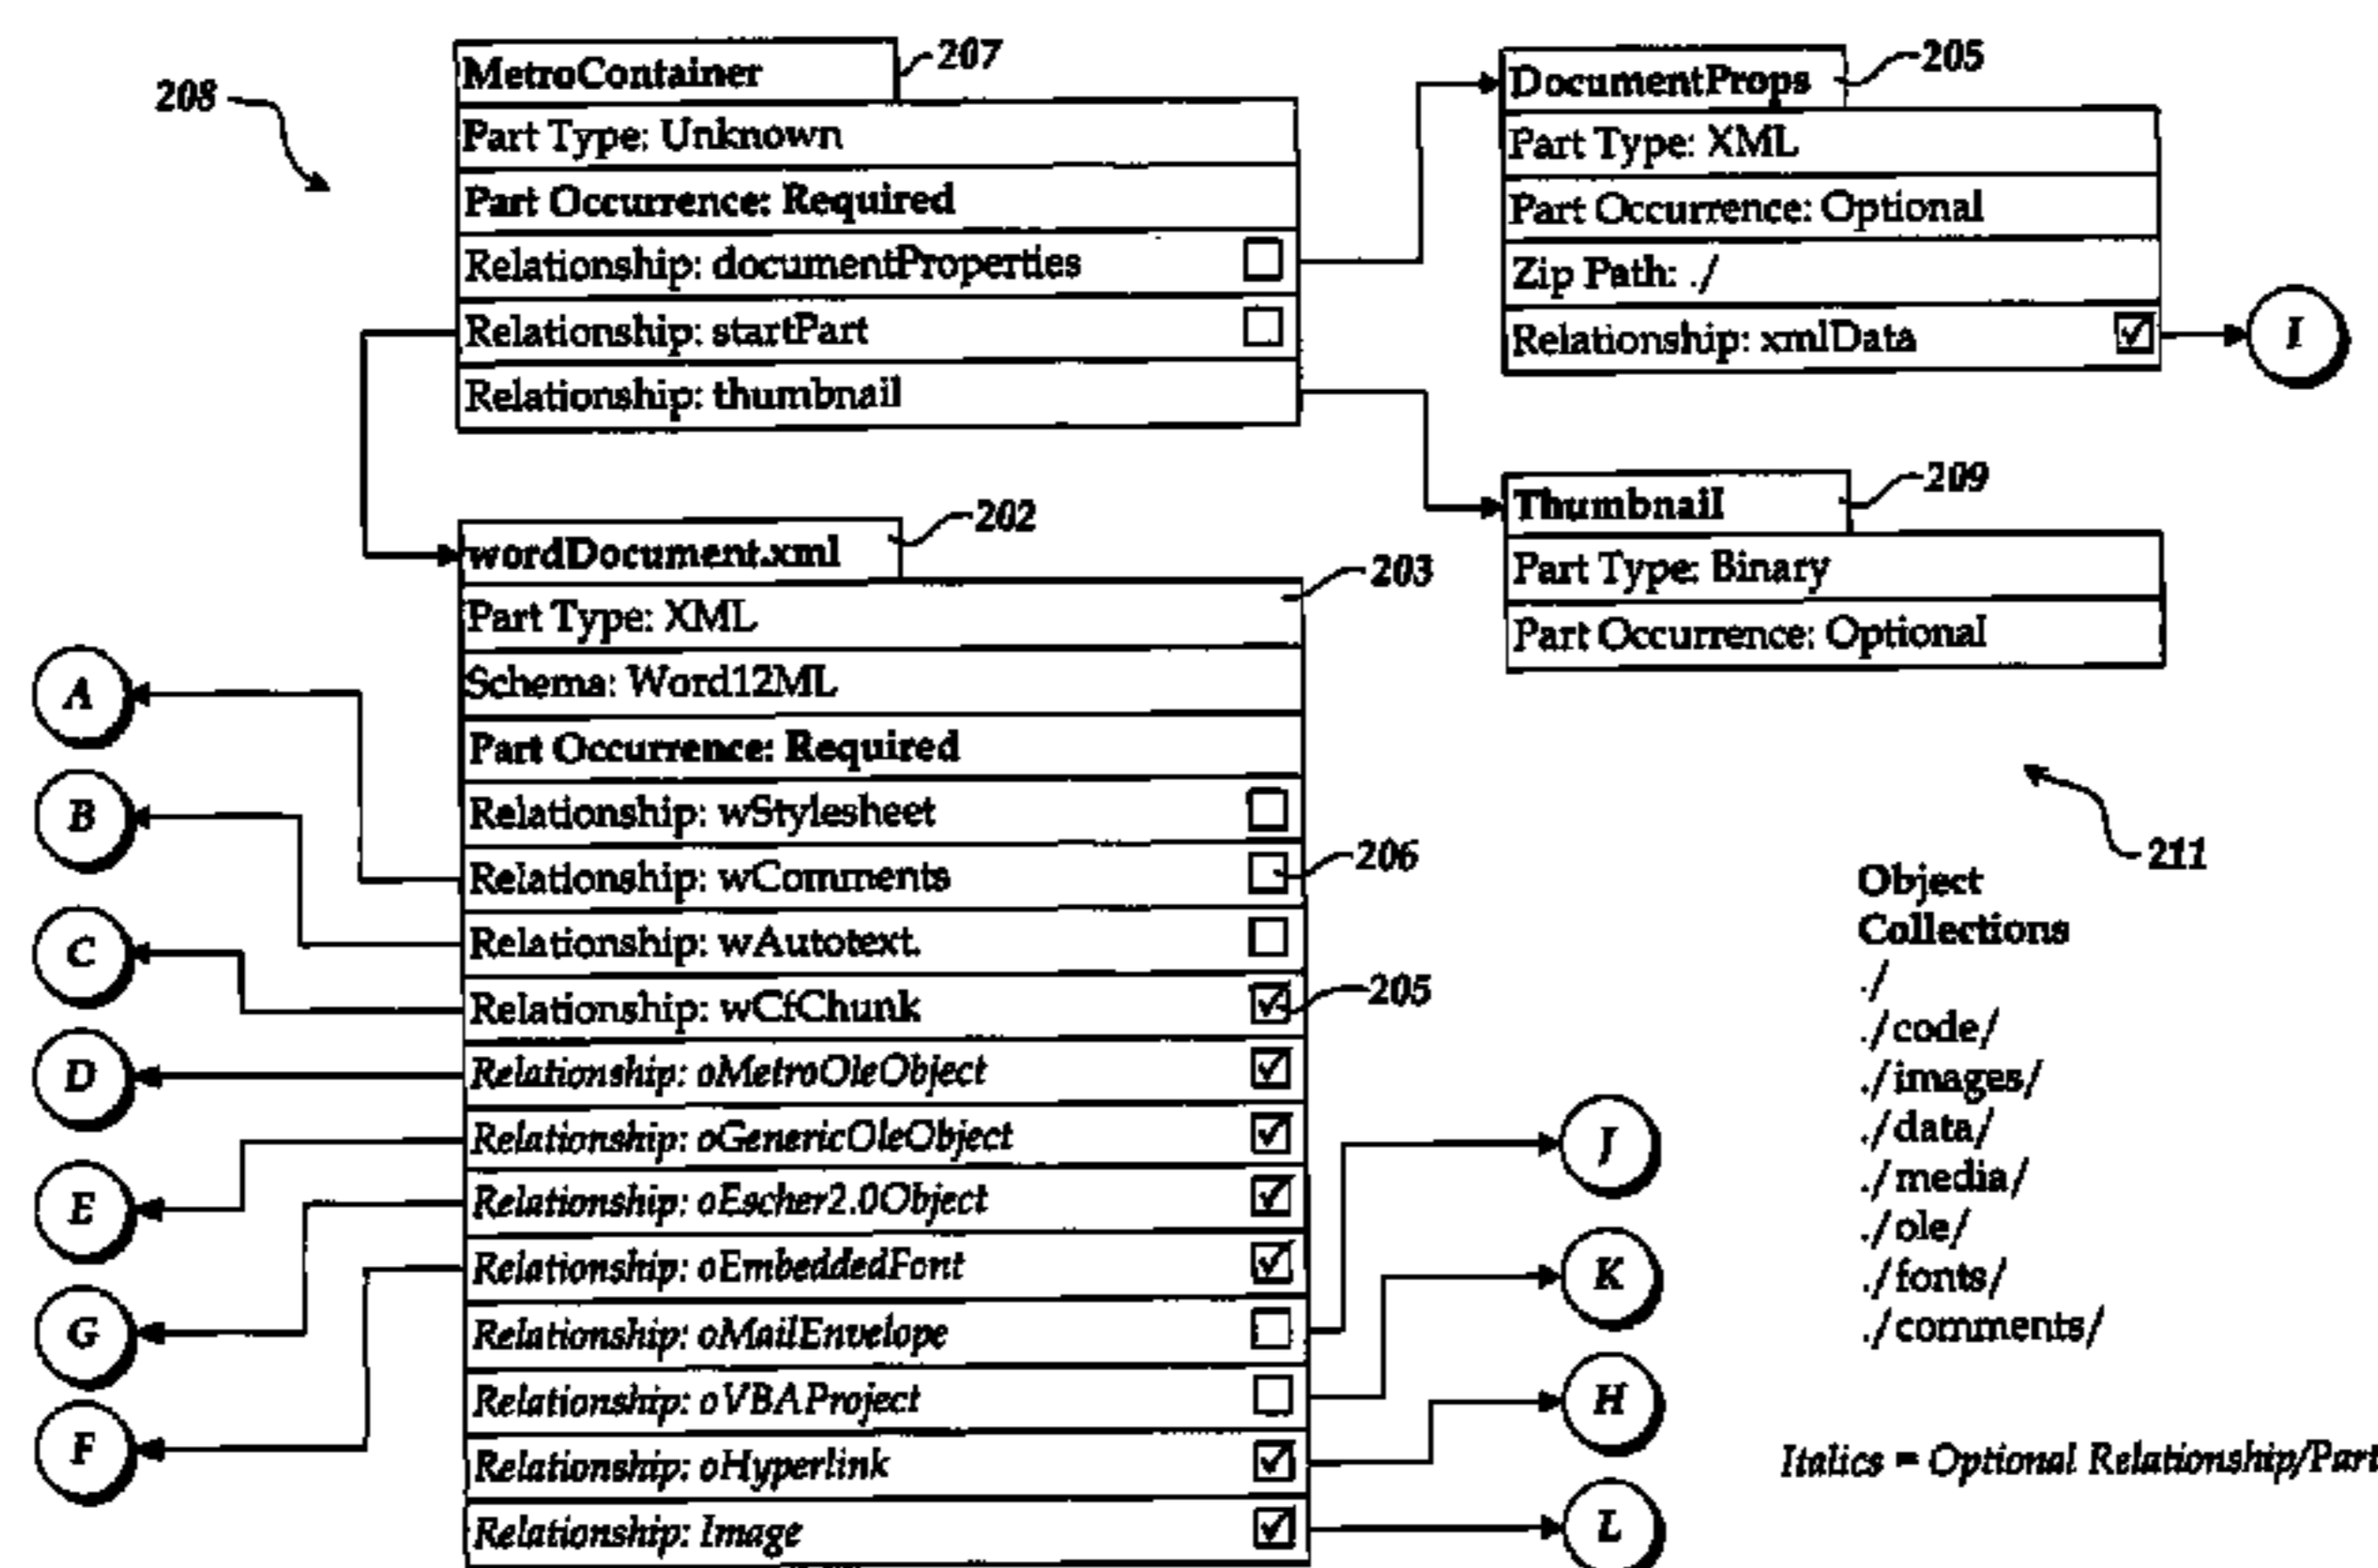 208
MetroContainer
207
Part Type: Unknown
Part Occurrence: Required
Relationship: documentProperties
Relationship: startPart
Relationship: thumbnail
DocumentProps
205
Part Type: XML
Part Occurrence: Optional
Zip Path: ./
Relationship: xmlData
I
Thumbnail
209
Part Type: Binary
Part Occurrence: Optional
wordDocument.xml
202
203
Part Type: XML
Schema: Word12ML
Part Occurrence: Required
Relationship: wStylesheet
Relationship: wComments
206
Relationship: wAutotext.
Relationship: wCfChunk
205
Relationship: oMetroOleObject
Relationship: oGenericOleObject
Relationship: oEscher2.0Object
Relationship: oEmbeddedFont
Relationship: oMailEnvelope
Relationship: oVBAProject
Relationship: oHyperlink
Relationship: Image
A
B
C
D
E
G
F
J
K
H
L
211
Object
Collections
./
./code/
./images/
./data/
./media/
./ole/
./fonts/
./comments/
Italics = Optional Relationship/Part